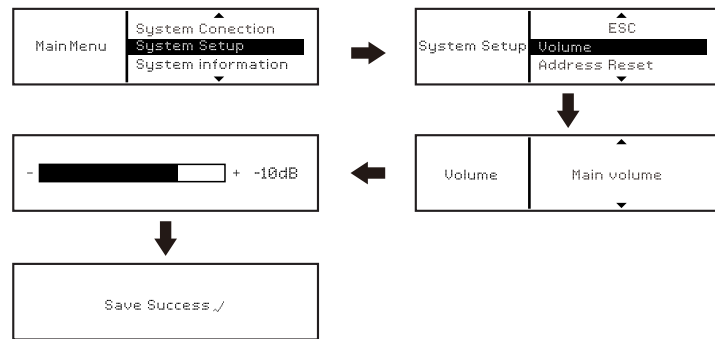 Main Menu
System Conection
System Setup
System information
System Setup
ESC
Volume
Address Reset
Volume
Main volume
- + -10dB
Save Success √